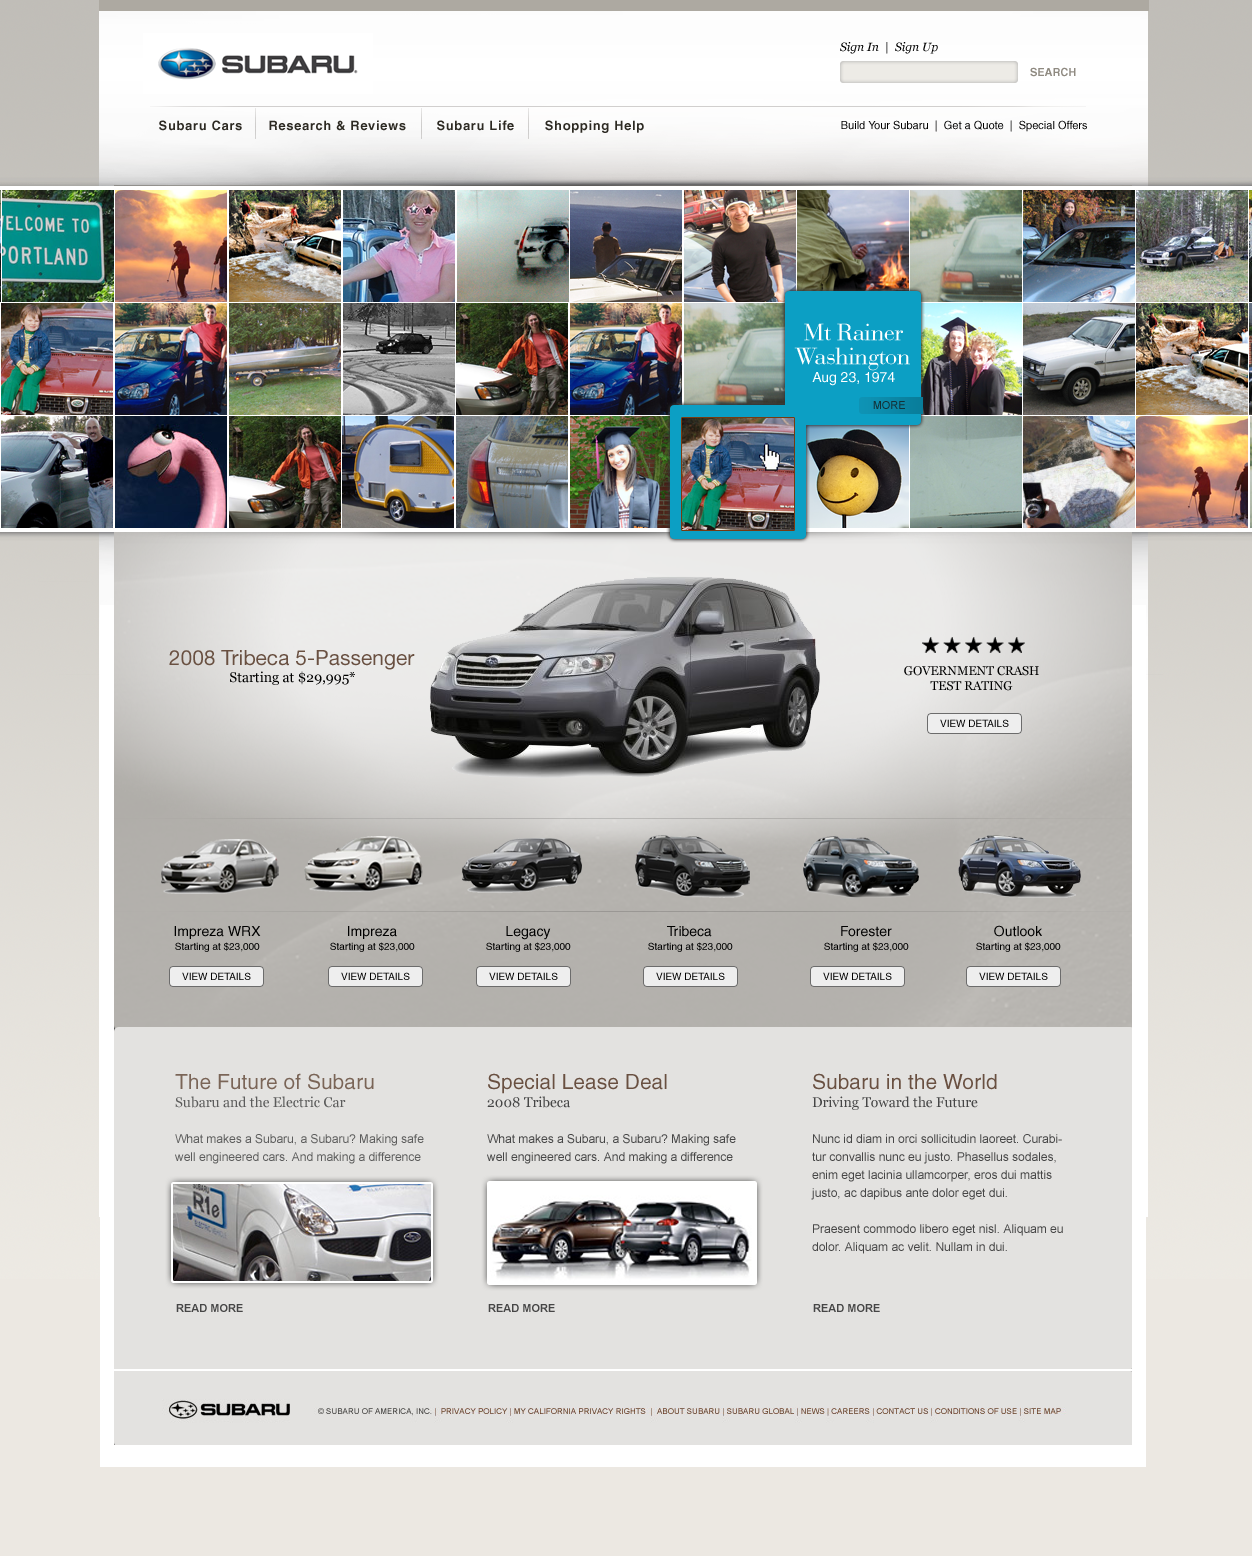 SUBARU
Sign In | Sign Up
SEARCH
Subaru Cars
Research & Reviews
Subaru Life
Shopping Help
Build Your Subaru | Get a Quote | Special Offers
WELCOME TO
PORTLAND
Mt Rainer
Washington
Aug 23, 1974
MORE
2008 Tribeca 5-Passenger
Starting at $29,995*
★★★★★
GOVERNMENT CRASH
TEST RATING
VIEW DETAILS
Impreza WRX
Starting at $23,000
VIEW DETAILS
Impreza
Starting at $23,000
VIEW DETAILS
Legacy
Starting at $23,000
VIEW DETAILS
Tribeca
Starting at $23,000
VIEW DETAILS
Forester
Starting at $23,000
VIEW DETAILS
Outlook
Starting at $23,000
VIEW DETAILS
The Future of Subaru
Subaru and the Electric Car
What makes a Subaru, a Subaru? Making safe
well engineered cars. And making a difference
R1e
READ MORE
Special Lease Deal
2008 Tribeca
What makes a Subaru, a Subaru? Making safe
well engineered cars. And making a difference
READ MORE
Subaru in the World
Driving Toward the Future
Nunc id diam in orci sollicitudin laoreet. Curabi-
tur convallis nunc eu justo. Phasellus sodales,
enim eget lacinia ullamcorper, eros dui mattis
justo, ac dapibus ante dolor eget dui.
Praesent commodo libero eget nisl. Aliquam eu
dolor. Aliquam ac velit. Nullam in dui.
READ MORE
SUBARU
© SUBARU OF AMERICA, INC. | PRIVACY POLICY | MY CALIFORNIA PRIVACY RIGHTS | ABOUT SUBARU | SUBARU GLOBAL | NEWS | CAREERS | CONTACT US | CONDITIONS OF USE | SITE MAP